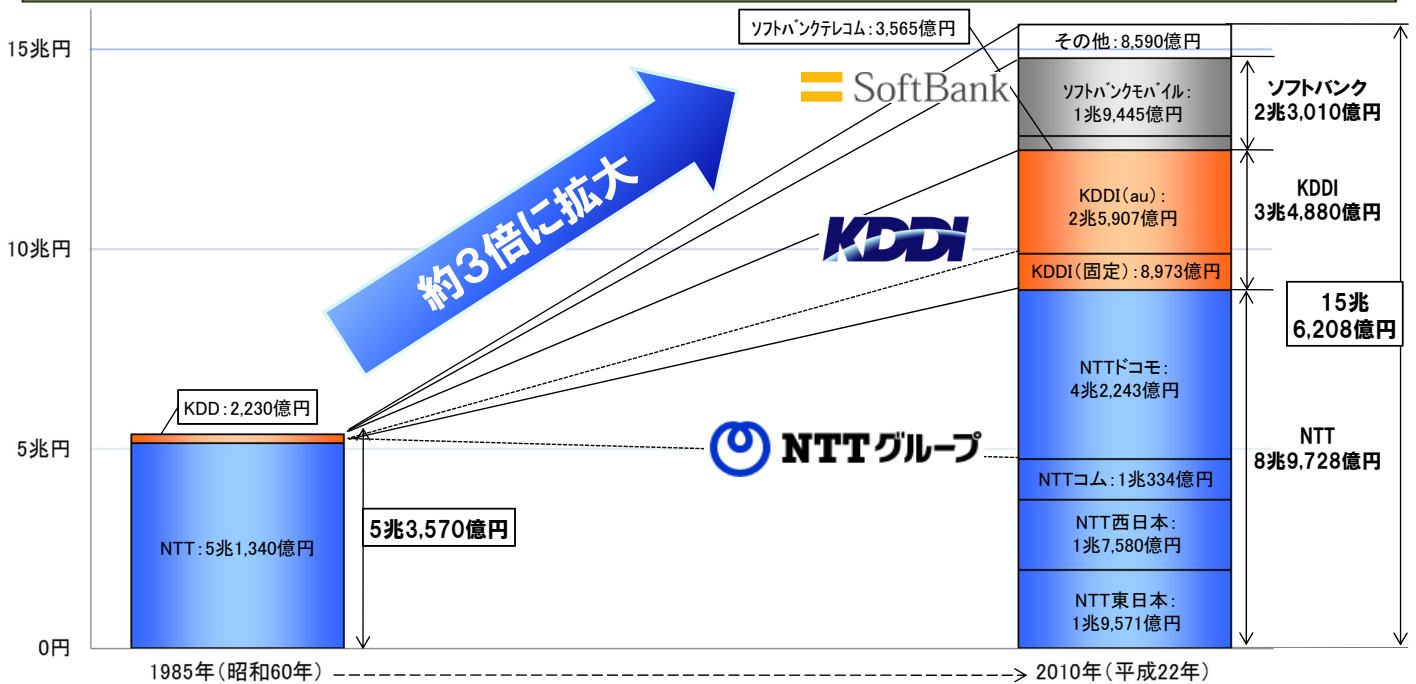 15兆円
10兆円
5兆円
0円
ソフトバンクテレコム:3,565億円
その他:8,590億円
SoftBank
ソフトバンクモバイル:
1兆9,445億円
ソフトバンク
2兆3,010億円
約3倍に拡大
KDDI
KDDI(au):
2兆5,907億円
KDDI
3兆4,880億円
KDDI(固定):8,973億円
15兆
6,208億円
KDD:2,230億円
NTTドコモ:
4兆2,243億円
NTTグループ
NTT
8兆9,728億円
NTTコム:1兆334億円
5兆3,570億円
NTT:5兆1,340億円
NTT西日本:
1兆7,580億円
NTT東日本:
1兆9,571億円
1985年(昭和60年)
2010年(平成22年)